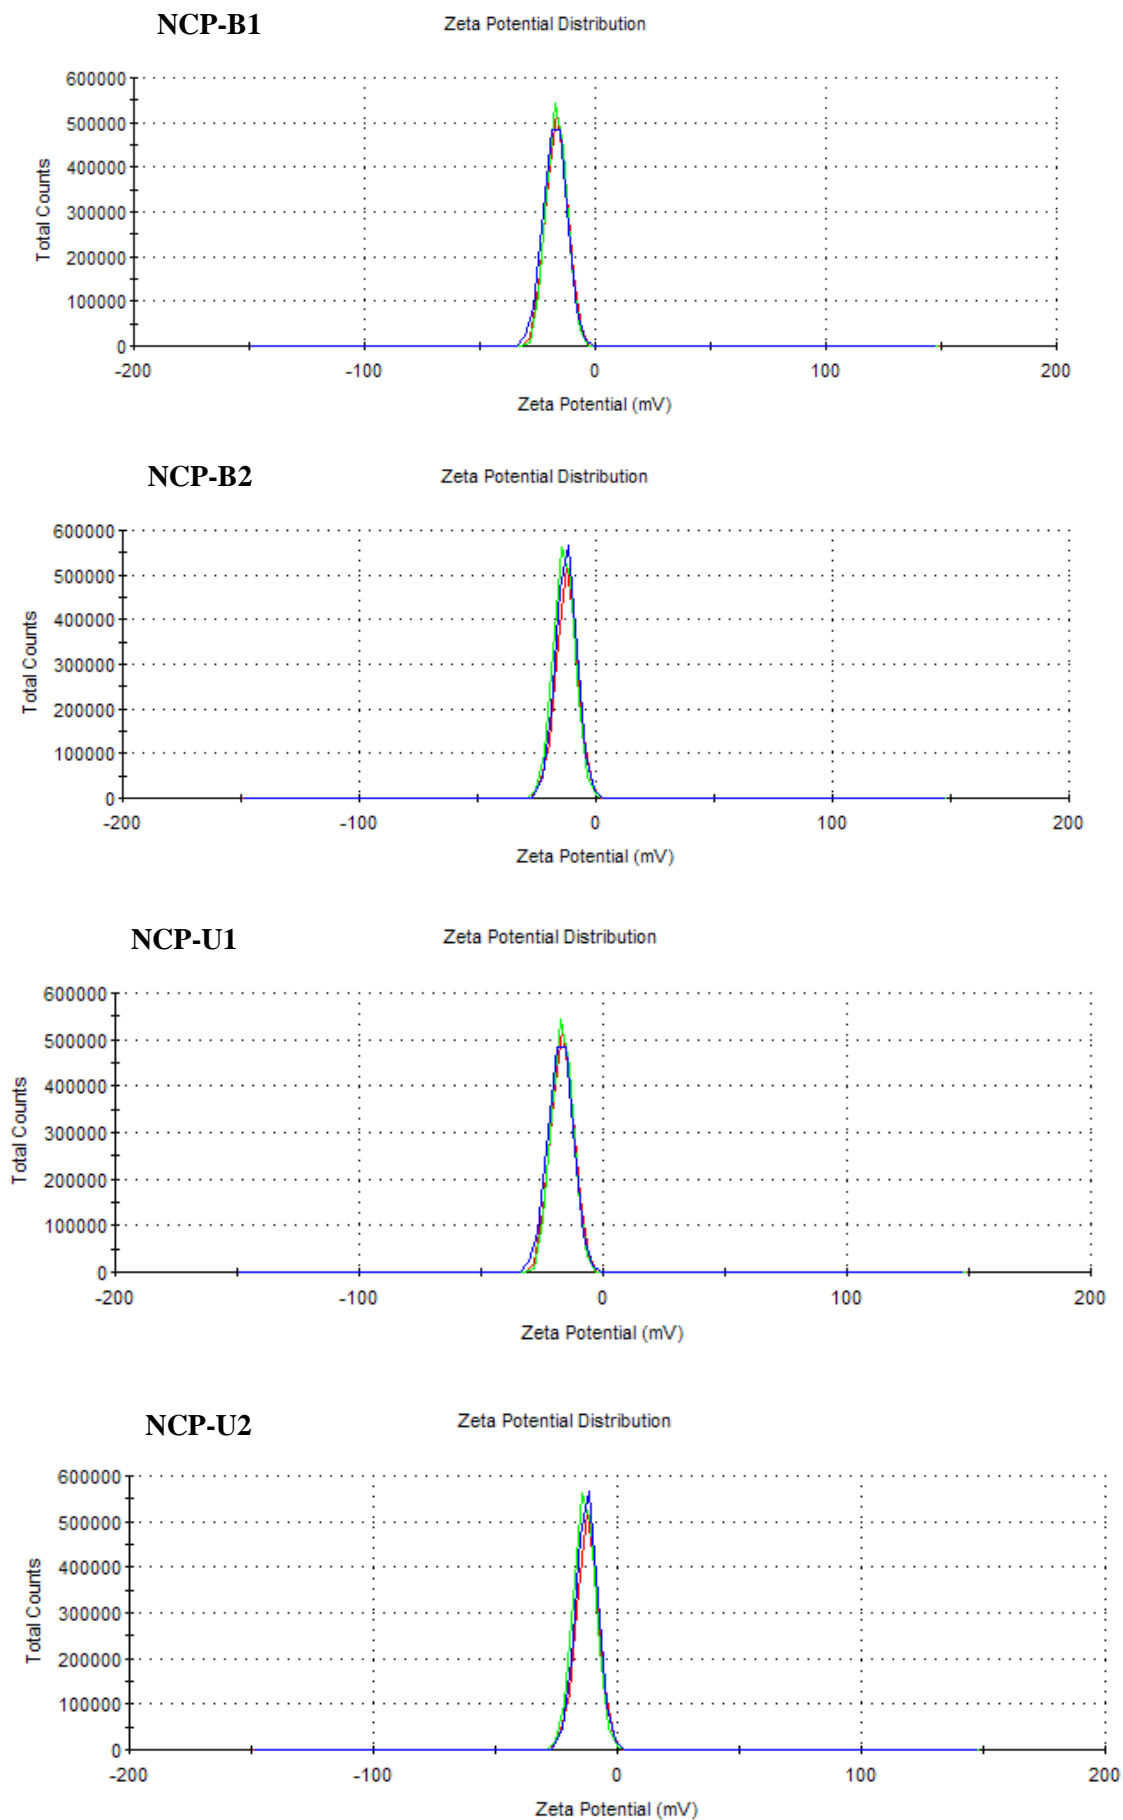 NCP-B1 Zeta Potential Distribution
600000
500000
400000
300000
200000
100000
0
Total Counts
-200 -100 0 100 200
Zeta Potential (mV)
NCP-B2 Zeta Potential Distribution
600000
500000
400000
300000
200000
100000
0
Total Counts
-200 -100 0 100 200
Zeta Potential (mV)
NCP-U1 Zeta Potential Distribution
600000
500000
400000
300000
200000
100000
0
Total Counts
-200 -100 0 100 200
Zeta Potential (mV)
NCP-U2 Zeta Potential Distribution
600000
500000
400000
300000
200000
100000
0
Total Counts
-200 -100 0 100 200
Zeta Potential (mV)